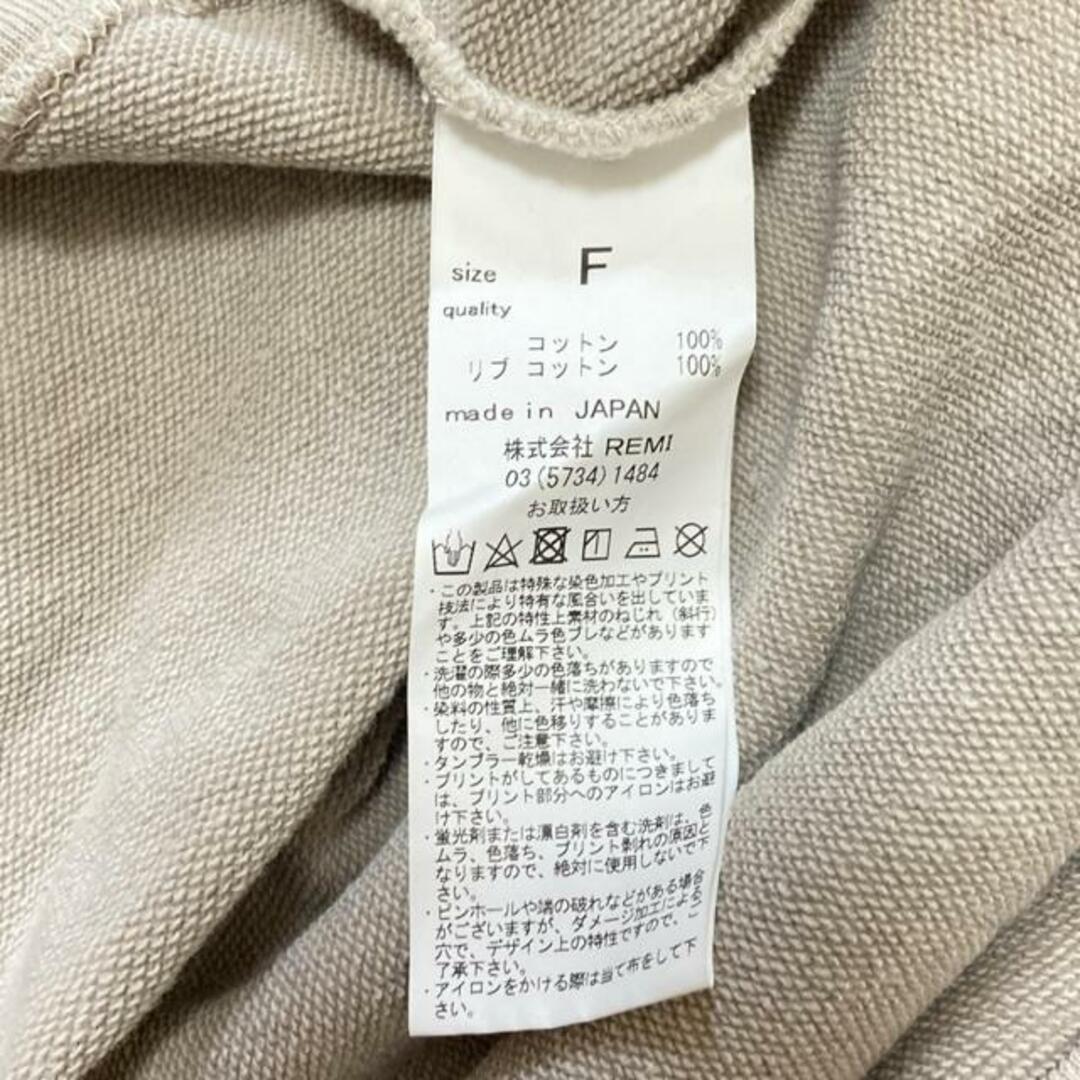 size F
quality
コットン 100%
リブ コットン 100%
made in JAPAN
株式会社 REMI
03(5734)1484
お取扱い方
・この製品は特殊な染色加工やプリント
技法により特有な風合いを出していま
す。上記の特性上素材のねじれ（斜行）
や多少の色ムラ色ブレなどがあります
ことをご理解下さい。
・洗濯の際多少の色落ちがありますので
他の物と絶対一緒に洗わないで下さい。
・染料の性質上、汗や摩擦により色落ち
したり、他に色移りすることがありま
すので、ご注意下さい。
・タンブラー乾燥はお避け下さい。
・プリントがしてあるものにつきまして
は、プリント部分へのアイロンはお避
け下さい。
・蛍光剤または漂白剤を含む洗剤は、色
ムラ、色落ち、プリント剥れの原因と
なりますので、絶対に使用しないで下
さい。
・ピンホールや端の破れなどがある場合
がございますが、ダメージ加工による
穴で、デザイン上の特性ですので、ご
了承下さい。
・アイロンをかける際は当て布をして下
さい。